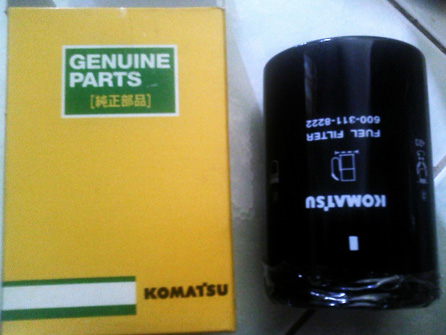 GENUINE
PARTS
[純正部品]
KOMATSU
KOMATSU
FUEL FILTER
600-311-8222